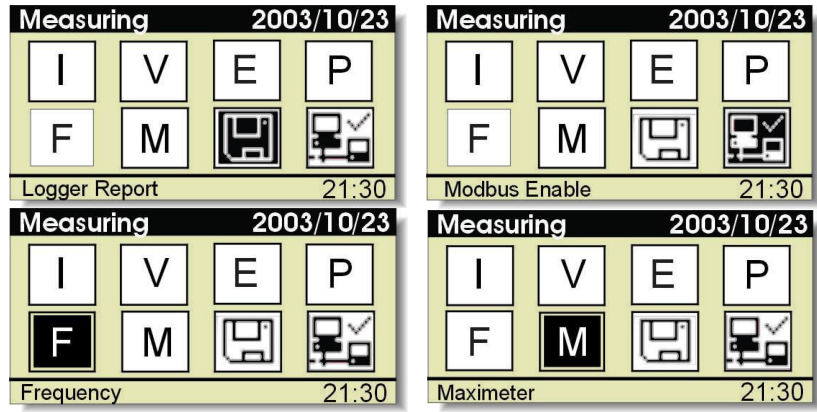 Measuring 2003/10/23
I V E P
F M
Logger Report 21:30
Measuring 2003/10/23
I V E P
F M
Modbus Enable 21:30
Measuring 2003/10/23
I V E P
F M
Frequency 21:30
Measuring 2003/10/23
I V E P
F M
Maximeter 21:30